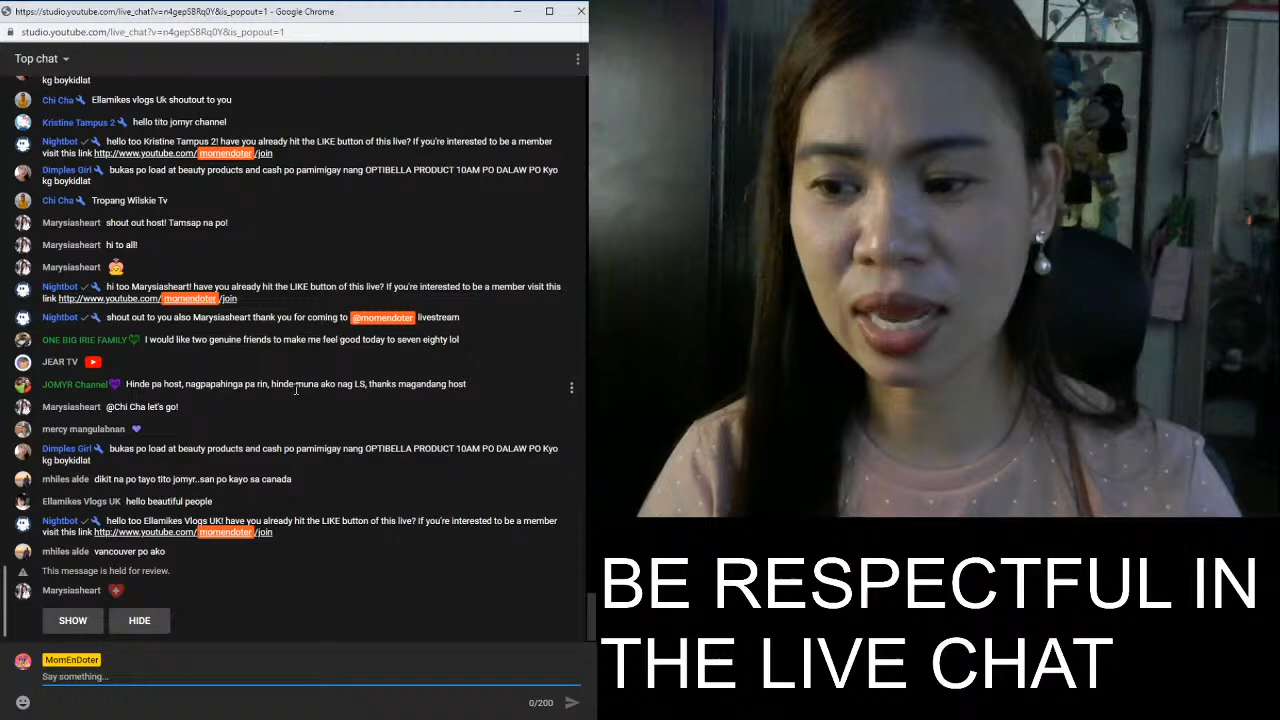 https://studio.youtube.com/live_chat?v=n4gepSBRq0Y&is_popout=1 - Google Chrome
studio.youtube.com/live_chat?v=n4gepSBRq0Y&is_popout=1
Top chat
kg boykidlat
Chi Cha Ellamikes vlogs Uk shoutout to you
Kristine Tampus 2 hello tito jomyr channel
Nightbot hello too Kristine Tampus 2! have you already hit the LIKE button of this live? If you're interested to be a member
visit this link http://www.youtube.com/momendoter/join
Dimples Girl bukas po load at beauty products and cash po pamimigay nang OPTIBELLA PRODUCT 10AM PO DALAW PO Kyo
kg boykidlat
Chi Cha Tropang Wilskie Tv
Marysiasheart shout out host! Tamsap na po!
Marysiasheart hi to all!
Marysiasheart
Nightbot hi too Marysiasheart! have you already hit the LIKE button of this live? If you're interested to be a member visit this
link http://www.youtube.com/momendoter/join
Nightbot shout out to you also Marysiasheart thank you for coming to @momendoter livestream
ONE BIG IRIE FAMILY I would like two genuine friends to make me feel good today to seven eighty lol
JEAR TV
JOMYR Channel Hinde pa host, nagpapahinga pa rin, hinde muna ako nag LS, thanks magandang host
Marysiasheart @Chi Cha let's go!
mercy mangulabnan
Dimples Girl bukas po load at beauty products and cash po pamimigay nang OPTIBELLA PRODUCT 10AM PO DALAW PO Kyo
kg boykidlat
mhiles alde dikit na po tayo tito jomyr..san po kayo sa canada
Ellamikes Vlogs UK hello beautiful people
Nightbot hello too Ellamikes Vlogs UK! have you already hit the LIKE button of this live? If you're interested to be a member
visit this link http://www.youtube.com/momendoter/join
mhiles alde vancouver po ako
This message is held for review.
Marysiasheart
SHOW HIDE
MomEnDoter
Say something...
0/200
BE RESPECTFUL IN
THE LIVE CHAT